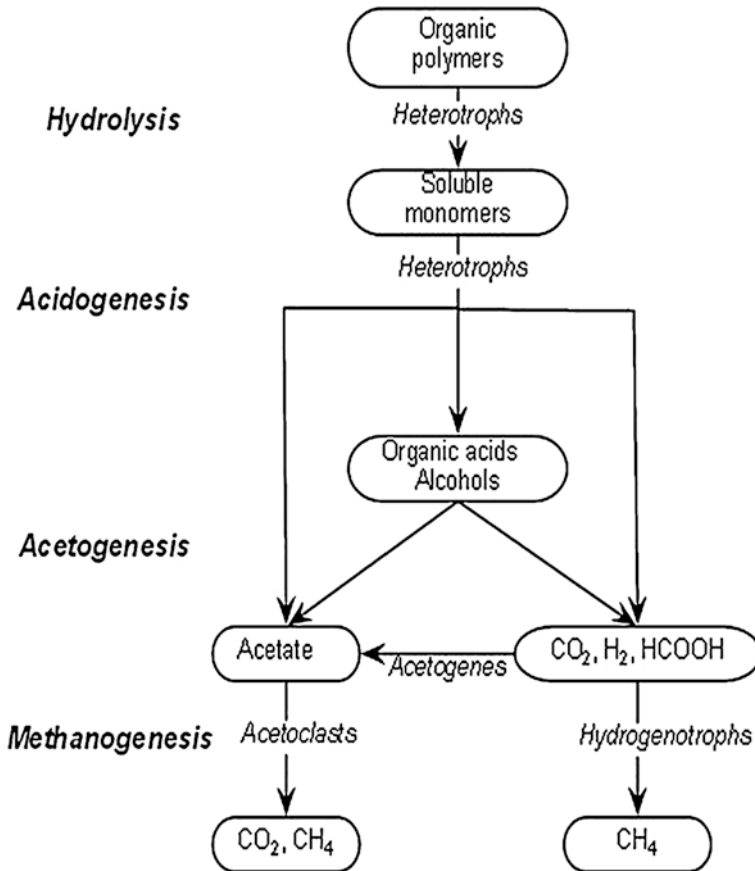 Organic
polymers
Hydrolysis
Heterotrophs
Soluble
monomers
Heterotrophs
Acidogenesis
Organic acids
Alcohols
Acetogenesis
Acetate
Acetogenes
CO₂, H₂, HCOOH
Methanogenesis
Acetoclasts
Hydrogenotrophs
CO₂, CH₄
CH₄